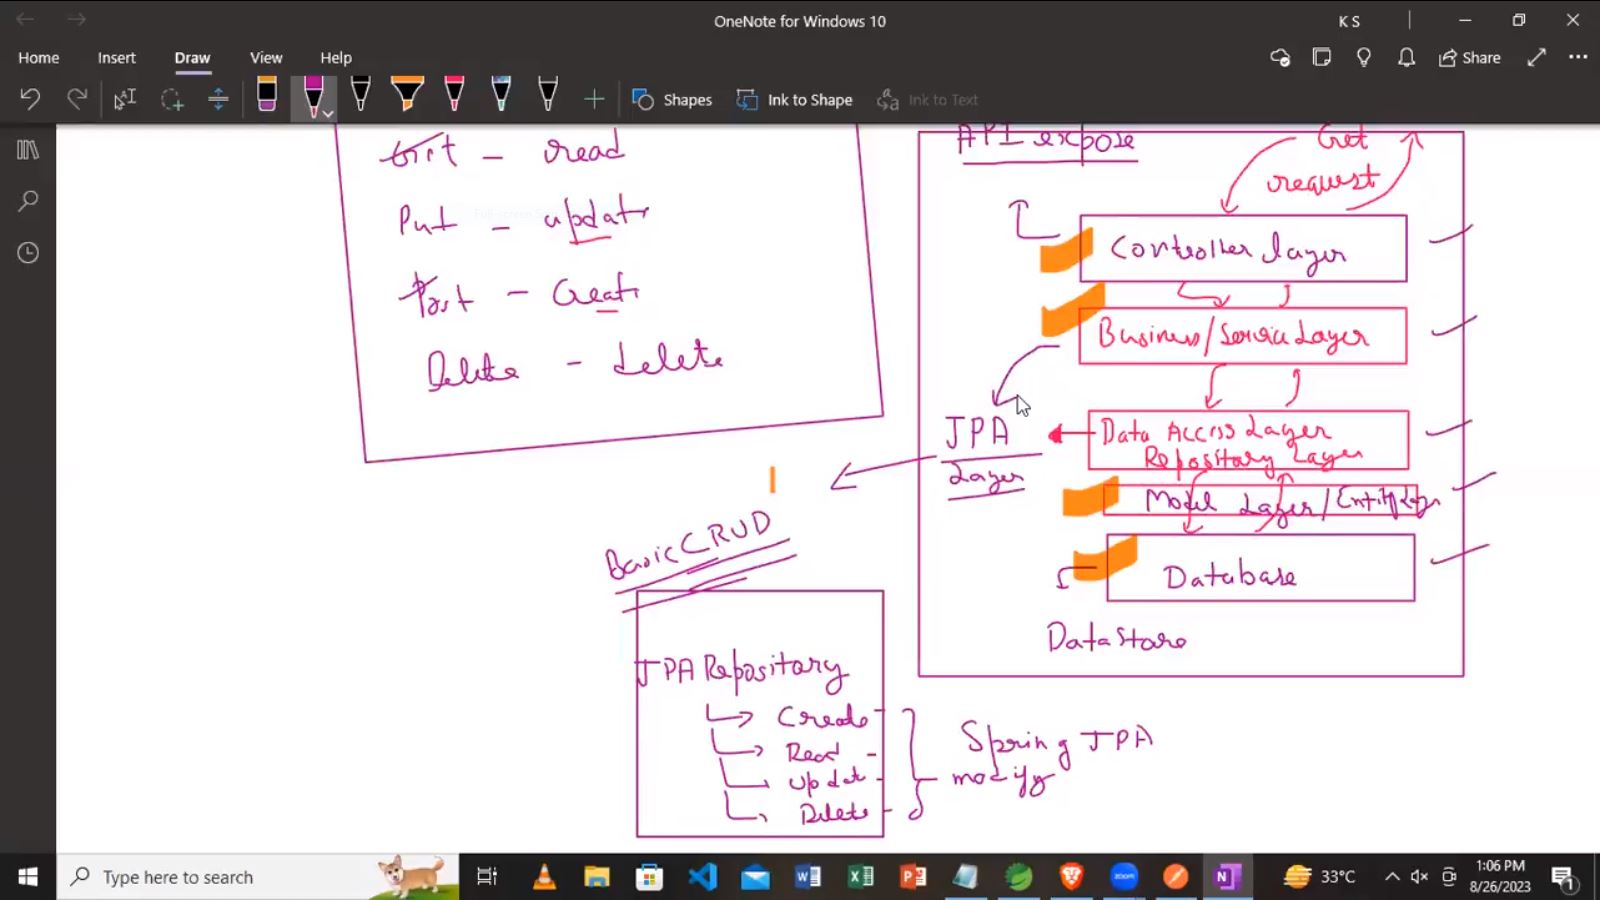 OneNote for Windows 10
K S
Home
Insert
Draw
View
Help
Share
Shapes
Ink to Shape
Ink to Text
Get - read
Put - update
Post - Create
Delete - delete
API expose
Get
request
Controller layer
Business/Service Layer
Data Access Layer
Repository Layer
Model Layer/Entity Layer
Database
Data Store
JPA
Layer
Basic CRUD
JPA Repository
Create
Read
Update
Delete
Spring JPA
modify
Type here to search
zoom
33°C
1:06 PM
8/26/2023
1